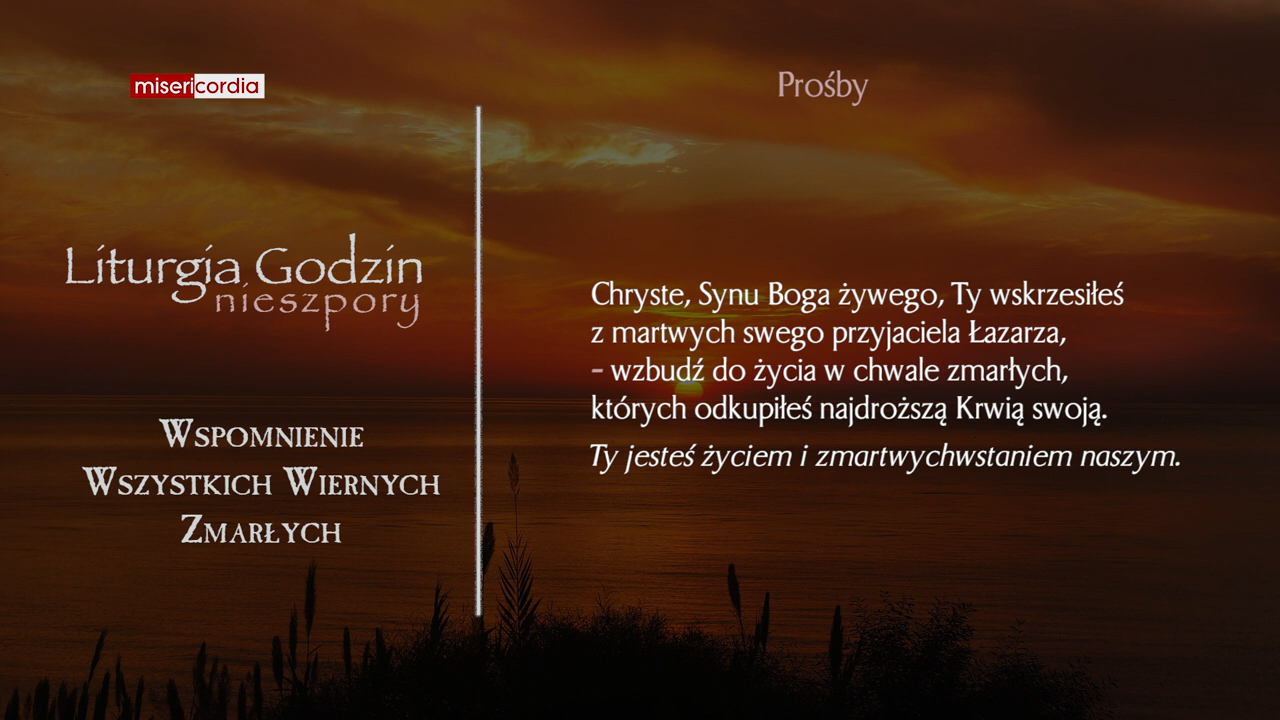 misericordia
Liturgia Godzin
nieszpory
Wspomnienie
Wszystkich Wiernych
Zmarłych
Prośby
Chryste, Synu Boga żywego, Ty wskrzesiłeś
z martwych swego przyjaciela Łazarza,
- wzbudź do życia w chwale zmarłych,
których odkupiłeś najdroższą Krwią swoją.
Ty jesteś życiem i zmartwychwstaniem naszym.